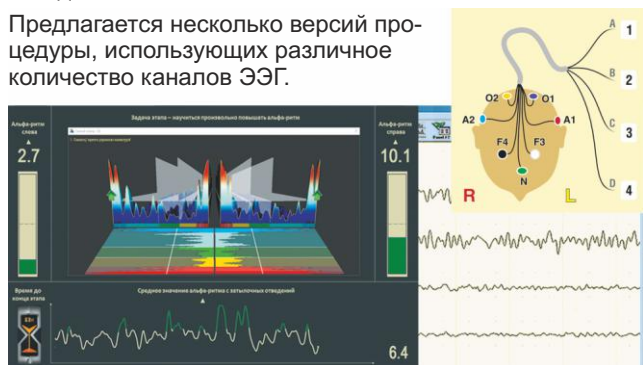 Предлагается несколько версий про-
цедуры, использующих различное
количество каналов ЭЭГ.
Альфа-ритм
слева
2.7
Задача этапа – научиться произвольно повышать альфа-ритм
Альфа-ритм
справа
10.1
Время до
конца этапа
Среднее значение альфа-ритма с затылочных отведений
6.4
A 1
B 2
C 3
D 4
O2 O1
A2 A1
F4 F3
N
R L